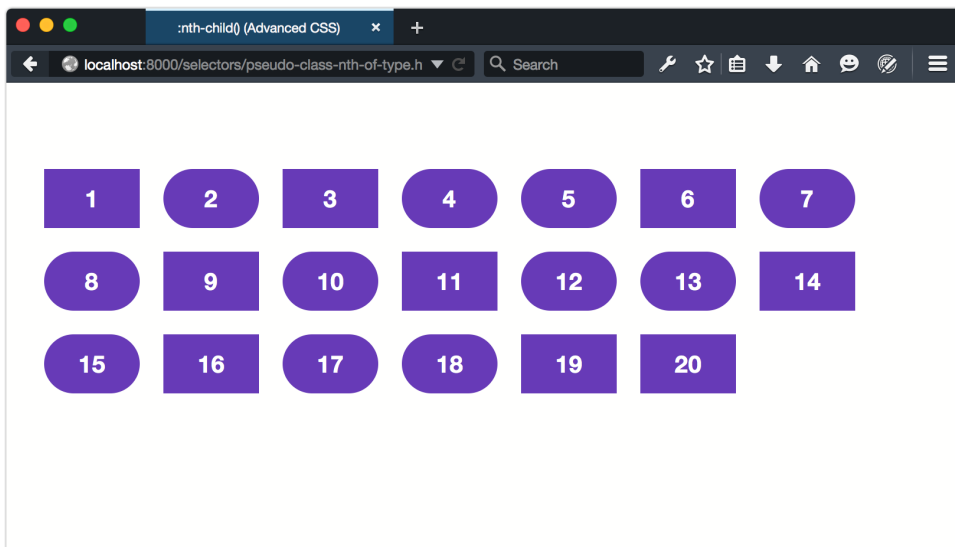 :nth-child() (Advanced CSS)
localhost:8000/selectors/pseudo-class-nth-of-type.h
Search
1 2 3 4 5 6 7
8 9 10 11 12 13 14
15 16 17 18 19 20